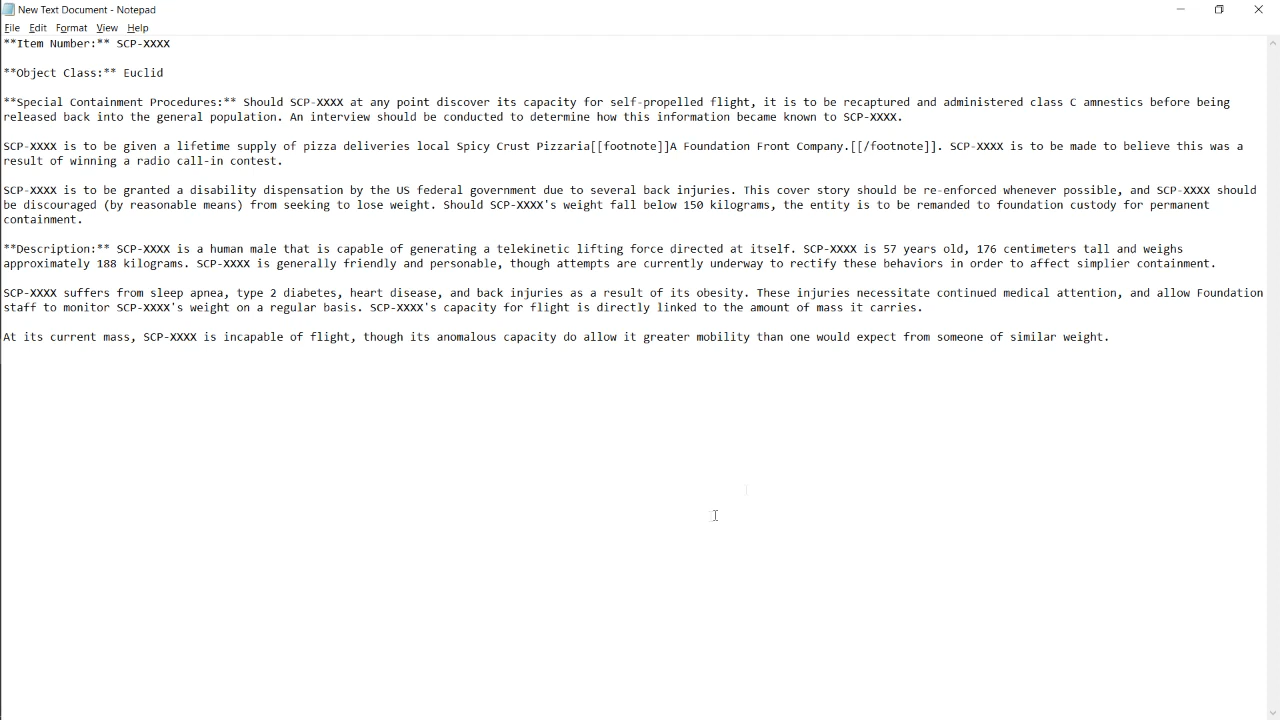 New Text Document - Notepad
File Edit Format View Help
**Item Number:** SCP-XXXX
**Object Class:** Euclid
**Special Containment Procedures:** Should SCP-XXXX at any point discover its capacity for self-propelled flight, it is to be recaptured and administered class C amnestics before being
released back into the general population. An interview should be conducted to determine how this information became known to SCP-XXXX.
SCP-XXXX is to be given a lifetime supply of pizza deliveries local Spicy Crust Pizzaria[[footnote]]A Foundation Front Company.[[/footnote]]. SCP-XXXX is to be made to believe this was a
result of winning a radio call-in contest.
SCP-XXXX is to be granted a disability dispensation by the US federal government due to several back injuries. This cover story should be re-enforced whenever possible, and SCP-XXXX should
be discouraged (by reasonable means) from seeking to lose weight. Should SCP-XXXX's weight fall below 150 kilograms, the entity is to be remanded to foundation custody for permanent
containment.
**Description:** SCP-XXXX is a human male that is capable of generating a telekinetic lifting force directed at itself. SCP-XXXX is 57 years old, 176 centimeters tall and weighs
approximately 188 kilograms. SCP-XXXX is generally friendly and personable, though attempts are currently underway to rectify these behaviors in order to affect simplier containment.
SCP-XXXX suffers from sleep apnea, type 2 diabetes, heart disease, and back injuries as a result of its obesity. These injuries necessitate continued medical attention, and allow Foundation
staff to monitor SCP-XXXX's weight on a regular basis. SCP-XXXX's capacity for flight is directly linked to the amount of mass it carries.
At its current mass, SCP-XXXX is incapable of flight, though its anomalous capacity do allow it greater mobility than one would expect from someone of similar weight.